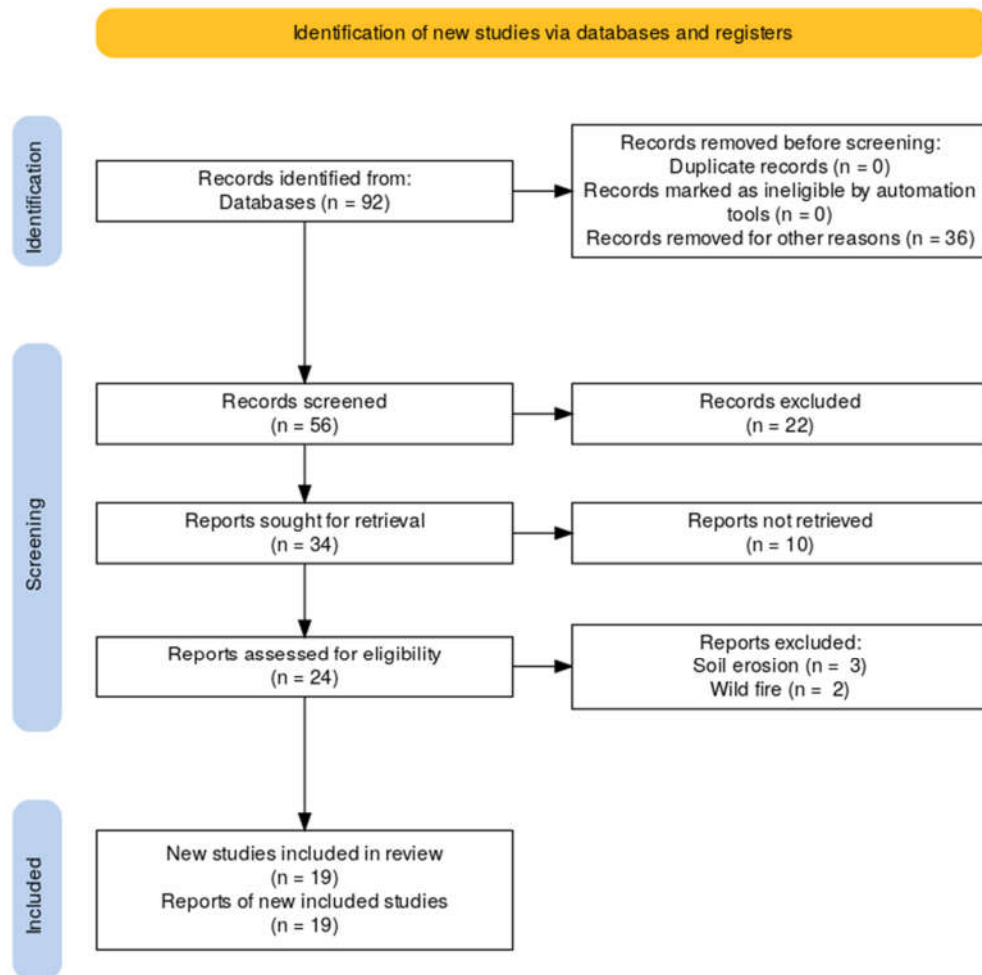 Identification of new studies via databases and registers
Identification
Records identified from:
Databases (n = 92)
Records removed before screening:
Duplicate records (n = 0)
Records marked as ineligible by automation
tools (n = 0)
Records removed for other reasons (n = 36)
Screening
Records screened
(n = 56)
Records excluded
(n = 22)
Reports sought for retrieval
(n = 34)
Reports not retrieved
(n = 10)
Reports assessed for eligibility
(n = 24)
Reports excluded:
Soil erosion (n = 3)
Wild fire (n = 2)
Included
New studies included in review
(n = 19)
Reports of new included studies
(n = 19)